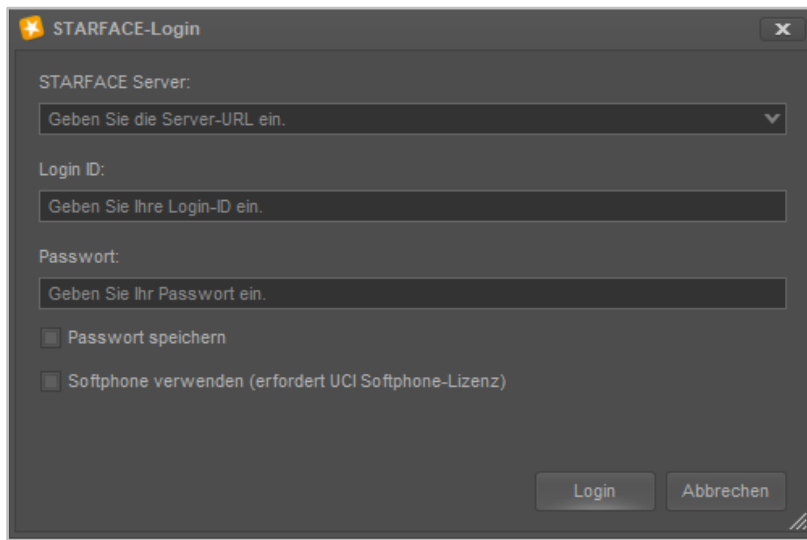 STARFACE-Login
STARFACE Server:
Geben Sie die Server-URL ein.
Login ID:
Geben Sie Ihre Login-ID ein.
Passwort:
Geben Sie Ihr Passwort ein.
Passwort speichern
Softphone verwenden (erfordert UCI Softphone-Lizenz)
Login Abbrechen